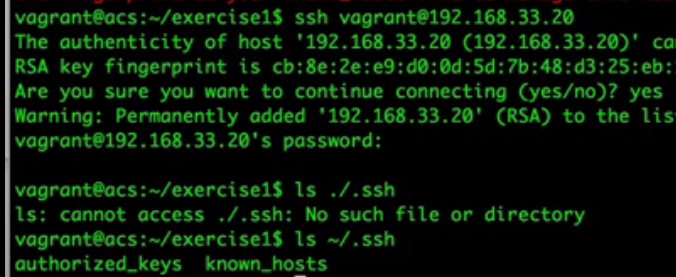 vagrant@acs:~/exercise1$ ssh vagrant@192.168.33.20
The authenticity of host '192.168.33.20 (192.168.33.20)' ca
RSA key fingerprint is cb:8e:2e:e9:d0:0d:5d:7b:48:d3:25:eb:
Are you sure you want to continue connecting (yes/no)? yes
Warning: Permanently added '192.168.33.20' (RSA) to the lis
vagrant@192.168.33.20's password:
vagrant@acs:~/exercise1$ ls ./.ssh
ls: cannot access ./.ssh: No such file or directory
vagrant@acs:~/exercise1$ ls ~/.ssh
authorized_keys  known_hosts